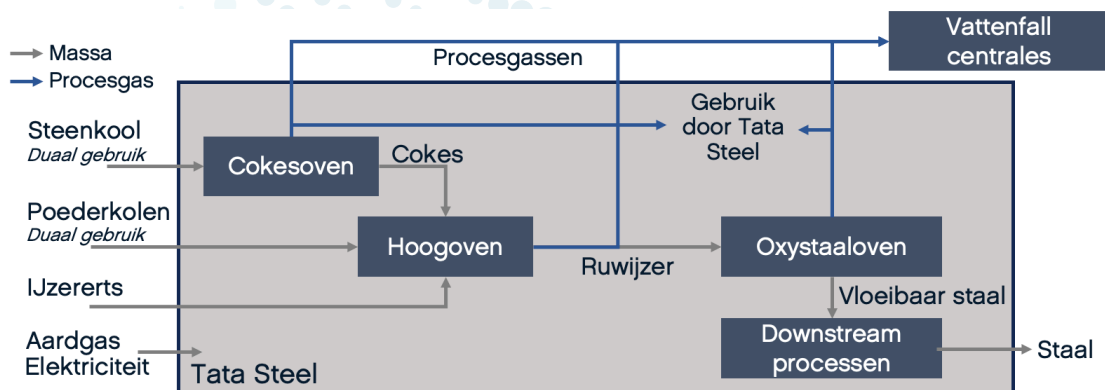 Massa
Procesgas
Procesgassen
Vattenfall
centrales
Steenkool
Duaal gebruik
Cokesoven
Cokes
Gebruik
door Tata
Steel
Poederkolen
Duaal gebruik
Hoogoven
Ruwijzer
Oxystaaloven
IJzererts
Vloeibaar staal
Aardgas
Elektriciteit
Tata Steel
Downstream
processen
Staal